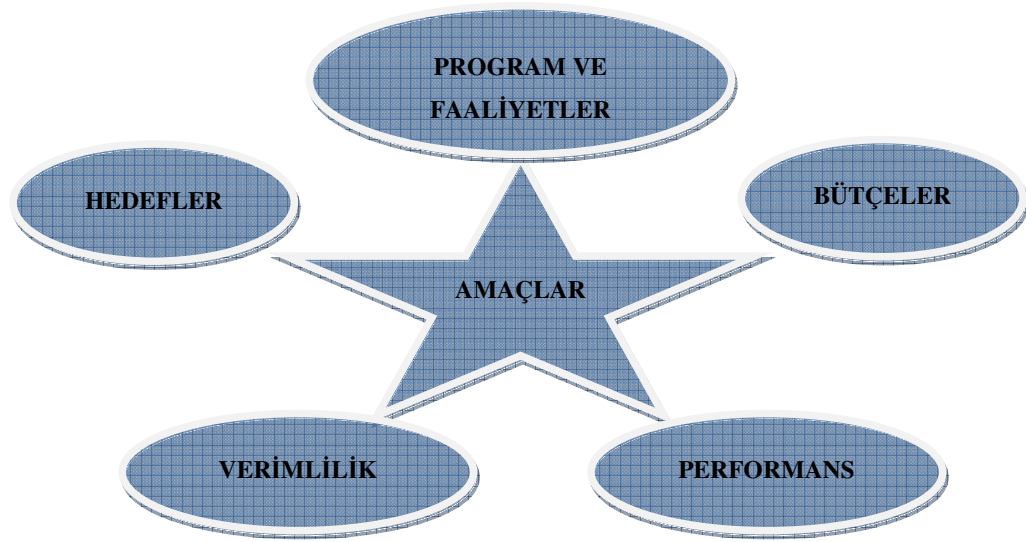 PROGRAM VE
FAALİYETLER
HEDEFLER
BÜTÇELER
AMAÇLAR
VERİMLİLİK
PERFORMANS